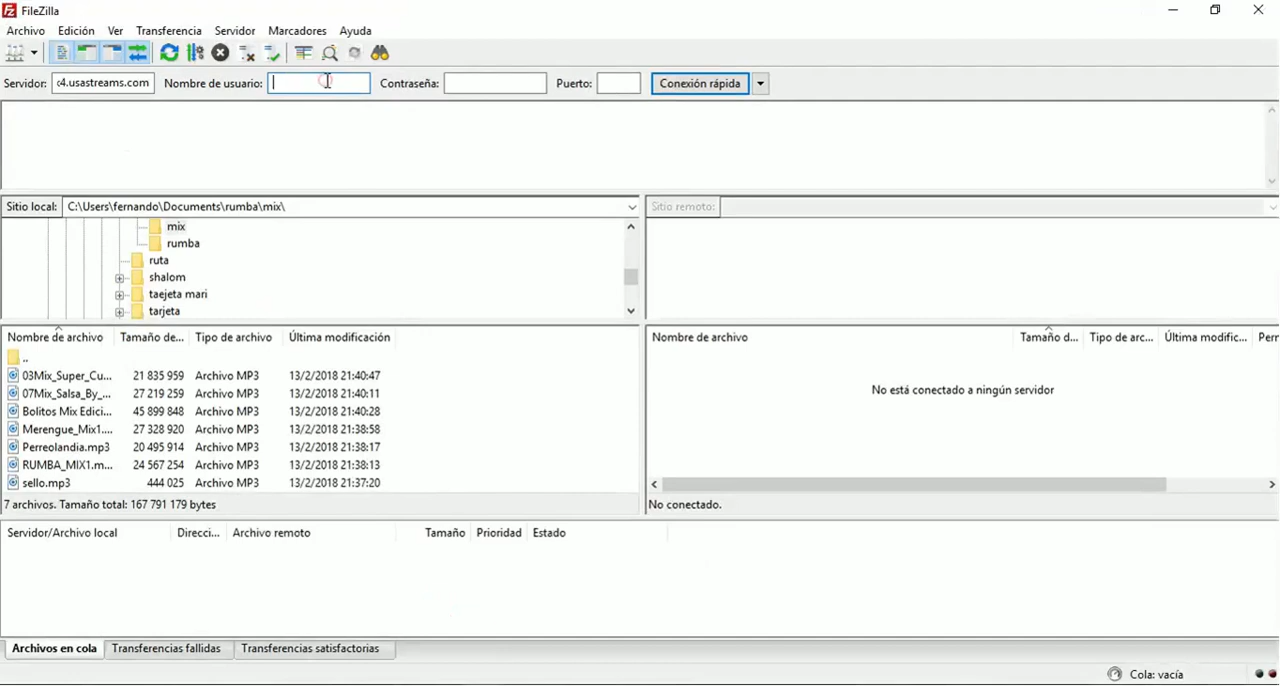 FileZilla
Archivo Edición Ver Transferencia Servidor Marcadores Ayuda
Servidor: :4.usastreams.com Nombre de usuario: Contraseña: Puerto: Conexión rápida
Sitio local: C:\Users\fernando\Documents\rumba\mix\ Sitio remoto:
mix
rumba
ruta
shalom
taejeta mari
tarjeta
Nombre de archivo Tamaño de... Tipo de archivo Última modificación Nombre de archivo Tamaño d... Tipo de arc... Última modific... Perr
..
03Mix_Super_Cu... 21 835 959 Archivo MP3 13/2/2018 21:40:47
07Mix_Salsa_By_... 27 219 259 Archivo MP3 13/2/2018 21:40:11
No está conectado a ningún servidor
Bolitos Mix Edici... 45 899 848 Archivo MP3 13/2/2018 21:40:28
Merengue_Mix1.... 27 328 920 Archivo MP3 13/2/2018 21:38:58
Perreolandia.mp3 20 495 914 Archivo MP3 13/2/2018 21:38:17
RUMBA_MIX1.m... 24 567 254 Archivo MP3 13/2/2018 21:38:13
sello.mp3 444 025 Archivo MP3 13/2/2018 21:37:20
7 archivos. Tamaño total: 167 791 179 bytes No conectado.
Servidor/Archivo local Direcci... Archivo remoto Tamaño Prioridad Estado
Archivos en cola Transferencias fallidas Transferencias satisfactorias
Cola: vacía